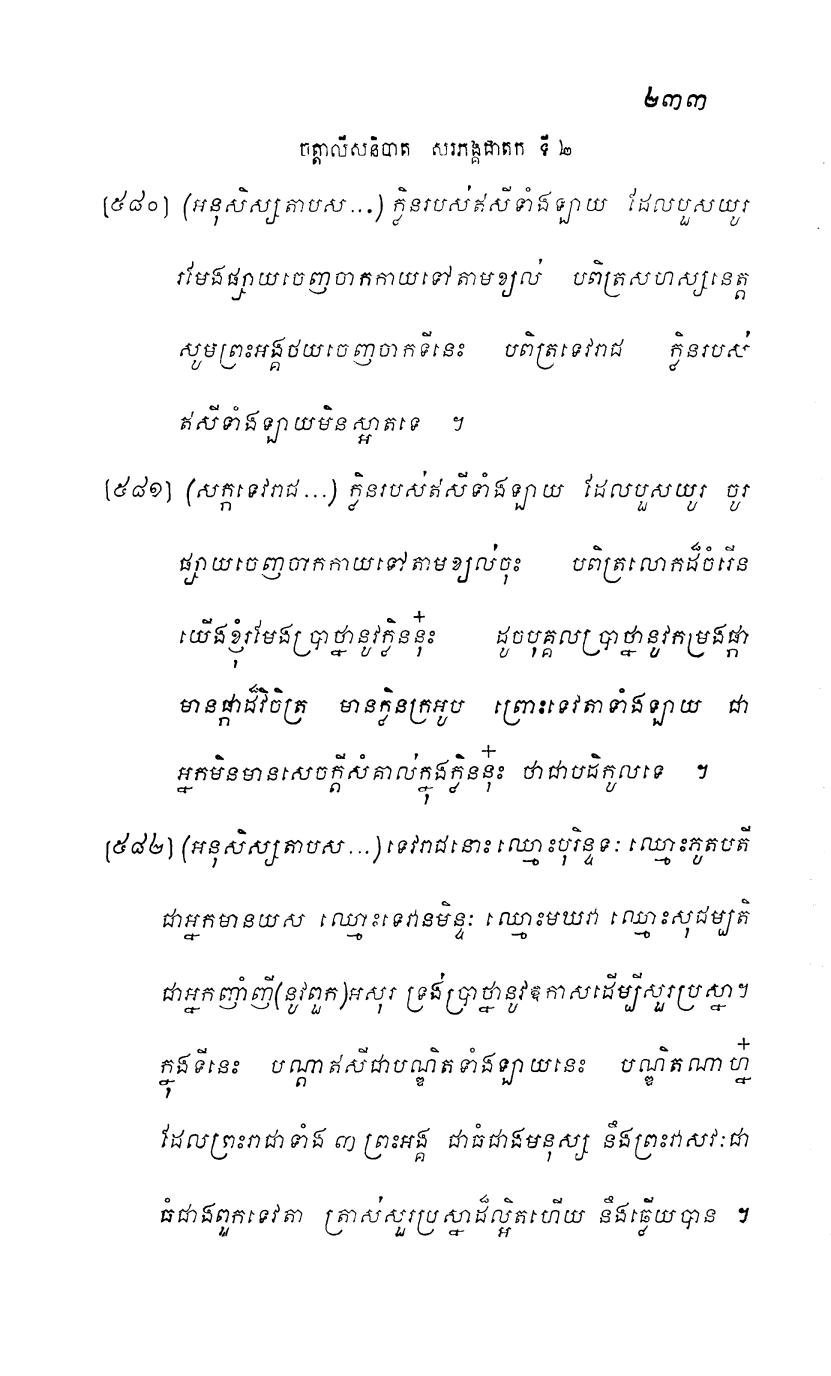 ២៣៣
ចត្តាលីសនិបាត សរភង្គជាតក ទី ២
[៥៨០] (អនុសិស្សតាបស...) ក្លិនរបស់ឥសីទាំងឡាយ ដែលបួសយូរ
រមែងផ្សាយចេញចាកកាយទៅតាមខ្យល់ បពិត្រសហស្សនេត្ត
សូមព្រះអង្គថយចេញចាកទីនេះ បពិត្រទេវរាជ ក្លិនរបស់
ឥសីទាំងឡាយមិនស្អាតទេ ។
[៥៨១] (សក្កទេវរាជ...) ក្លិនរបស់ឥសីទាំងឡាយ ដែលបួសយូរ ចូរ
ផ្សាយចេញចាកកាយទៅតាមខ្យល់ចុះ បពិត្រលោកដ៏ចំរើន
យើងខ្ញុំរមែងប្រាថ្នានូវក្លិននុ៎ះ ដូចបុគ្គលប្រាថ្នានូវកម្រងផ្កា
មានផ្កាដ៏វិចិត្រ មានក្លិនក្រអូប ព្រោះទេវតាទាំងឡាយ ជា
អ្នកមិនមានសេចក្តីសំគាល់ក្នុងក្លិននុ៎ះ ថាជាបដិកូលទេ ។
[៥៨២] (អនុសិស្សតាបស...) ទេវរាជនោះ ឈ្មោះបុរិន្ទទៈ ឈ្មោះភូតបតី
ជាអ្នកមានយស ឈ្មោះទេវានមិន្ទៈ ឈ្មោះមឃវា ឈ្មោះសុជម្បតិ
ជាអ្នកញាំញី(នូវពួក)អសុរ ទ្រង់ប្រាថ្នានូវឱកាសដើម្បីសួរប្រស្នា។
ក្នុងទីនេះ បណ្តាឥសីជាបណ្ឌិតទាំងឡាយនេះ បណ្ឌិតណាហ្ន៎
ដែលព្រះរាជាទាំង ៣ ព្រះអង្គ ជាធំជាងមនុស្ស នឹងព្រះវាសវៈជា
ធំជាងពួកទេវតា ត្រាស់សួរប្រស្នាដ៏ល្អិតហើយ នឹងធ្វើយបាន ។